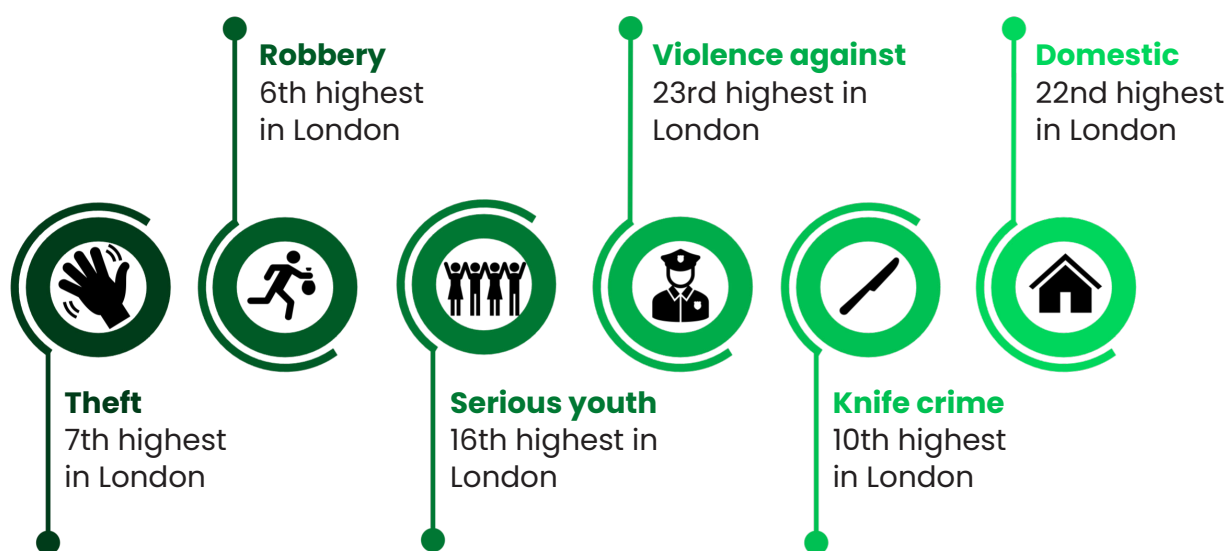 Robbery
6th highest
in London
Violence against
23rd highest in
London
Domestic
22nd highest
in London
Theft
7th highest
in London
Serious youth
16th highest in
London
Knife crime
10th highest
in London